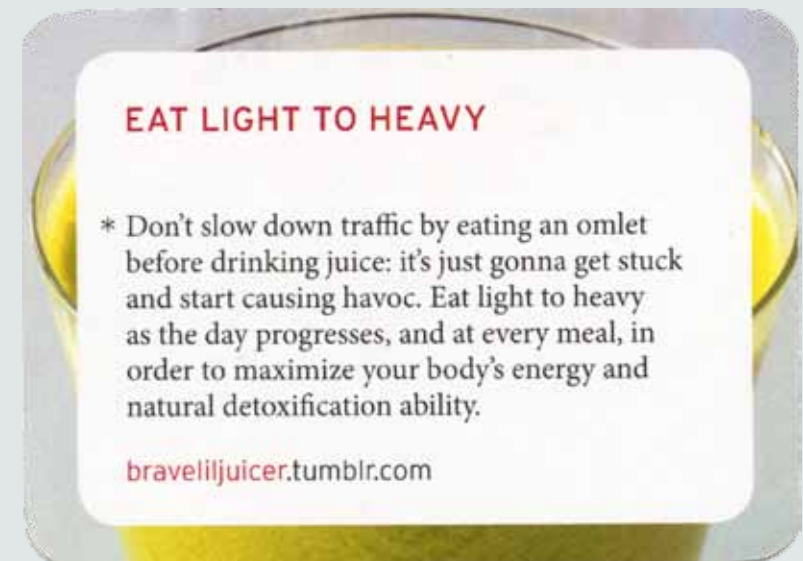 EAT LIGHT TO HEAVY
* Don't slow down traffic by eating an omlet
before drinking juice: it's just gonna get stuck
and start causing havoc. Eat light to heavy
as the day progresses, and at every meal, in
order to maximize your body's energy and
natural detoxification ability.
braveliljuicer.tumblr.com